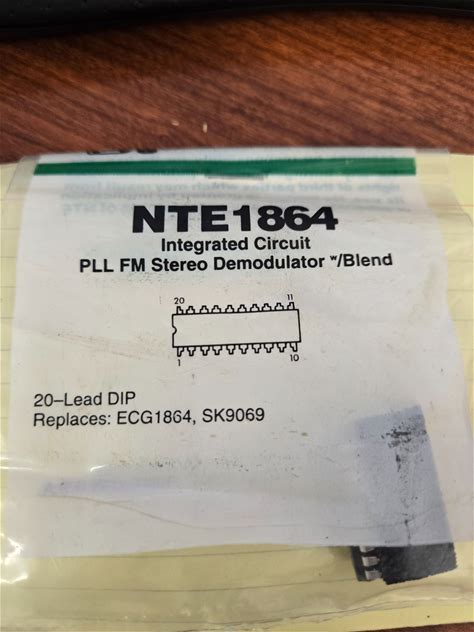 NTE1864
Integrated Circuit
PLL FM Stereo Demodulator w/Blend
20 11
1 10
20–Lead DIP
Replaces: ECG1864, SK9069